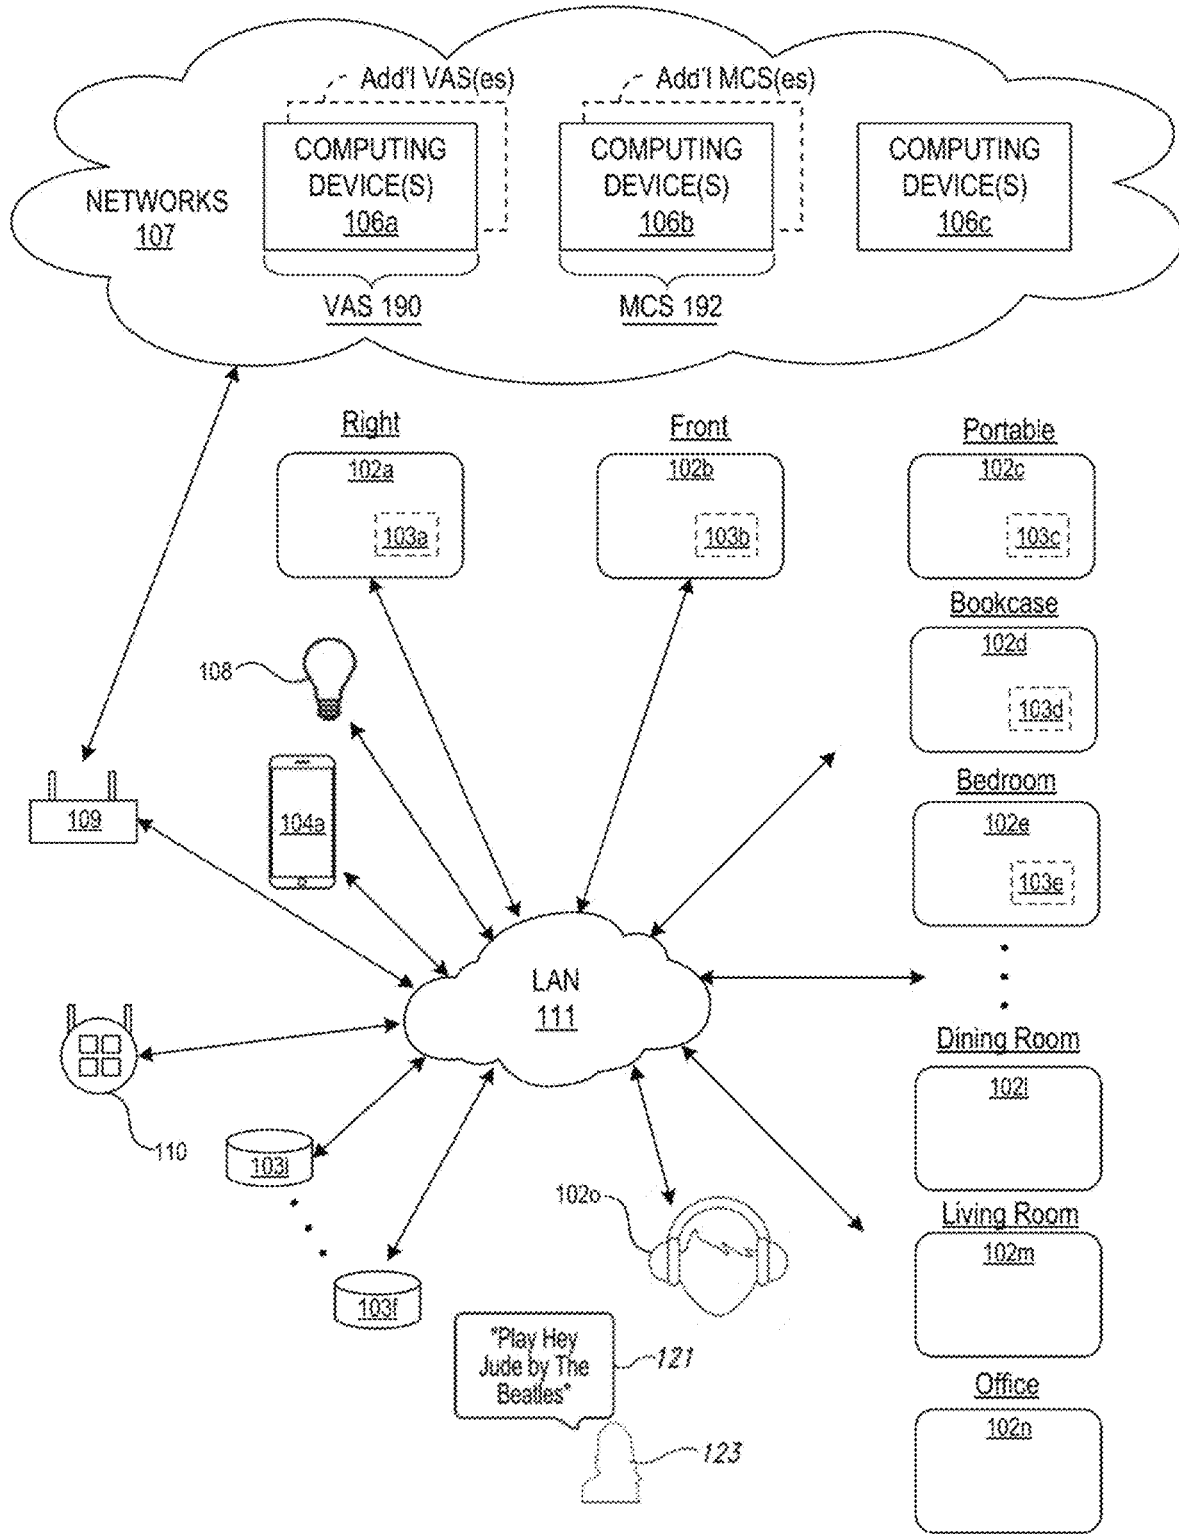 Add'l VAS(es)
Add'l MCS(es)
COMPUTING
DEVICE(S)
106a
COMPUTING
DEVICE(S)
106b
COMPUTING
DEVICE(S)
106c
NETWORKS
107
VAS 190
MCS 192
Right
102a
103a
Front
102b
103b
Portable
102c
103c
Bookcase
102d
103d
Bedroom
102e
103e
108
104a
109
LAN
111
110
103i
103f
102o
Dining Room
102l
Living Room
102m
Office
102n
"Play Hey
Jude by The
Beatles"
121
123